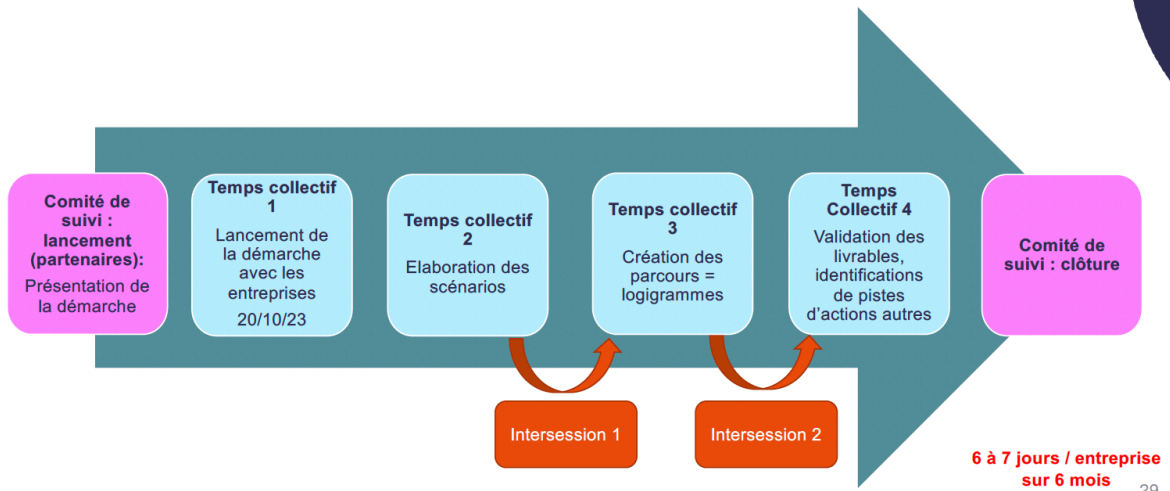 Comité de
suivi :
lancement
(partenaires):
Présentation de
la démarche
Temps collectif
1
Lancement de
la démarche
avec les
entreprises
20/10/23
Temps collectif
2
Elaboration des
scénarios
Temps collectif
3
Création des
parcours =
logigrammes
Temps
Collectif 4
Validation des
livrables,
identifications
de pistes
d’actions autres
Comité de
suivi : clôture
Intersession 1
Intersession 2
6 à 7 jours / entreprise
sur 6 mois